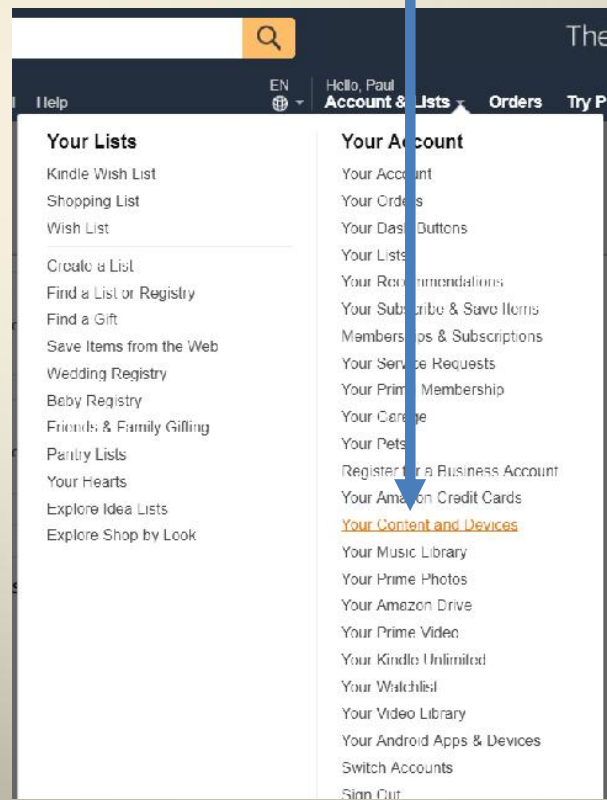 The
EN
Hello, Paul
Help
Account & Lists
Orders
Try P
Your Lists
Kindle Wish List
Shopping List
Wish List
Create a List
Find a List or Registry
Find a Gift
Save Items from the Web
Wedding Registry
Baby Registry
Friends & Family Gifting
Pantry Lists
Your Hearts
Explore Idea Lists
Explore Shop by Look
Your Account
Your Account
Your Orders
Your Dash Buttons
Your Lists
Your Recommendations
Your Subscribe & Save Items
Memberships & Subscriptions
Your Service Requests
Your Prime Membership
Your Garage
Your Pets
Register for a Business Account
Your Amazon Credit Cards
Your Content and Devices
Your Music Library
Your Prime Photos
Your Amazon Drive
Your Prime Video
Your Kindle Unlimited
Your Watchlist
Your Video Library
Your Android Apps & Devices
Switch Accounts
Sign Out